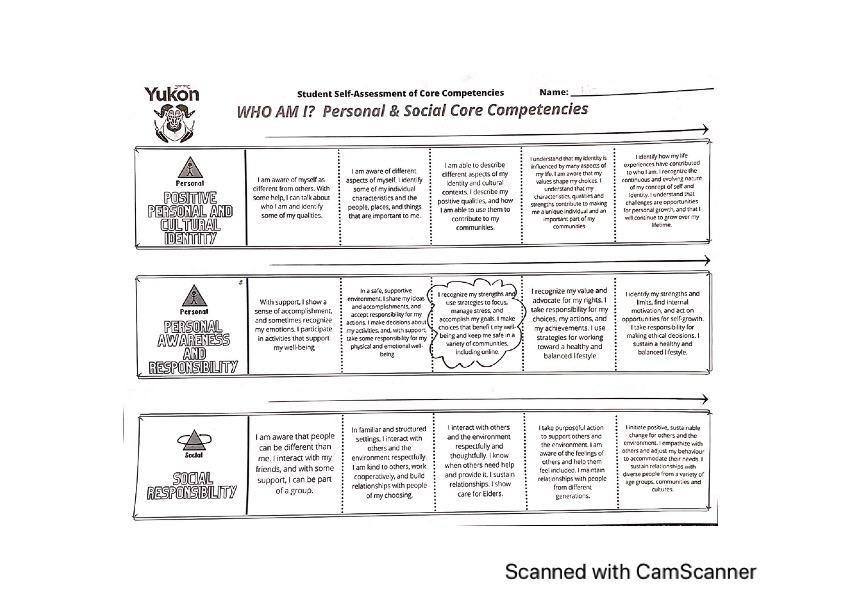 Yukon
Student Self-Assessment of Core Competencies
Name:
WHO AM I? Personal & Social Core Competencies
Personal
POSITIVE
PERSONAL AND
CULTURAL
IDENTITY
I am aware of myself as
different from others. With
some help, I can talk about
who I am and identify
some of my qualities.
I am aware of different
aspects of myself. I identify
some of my individual
characteristics and the
people, places, and things
that are important to me.
I am able to describe
different aspects of my
identity and cultural
contexts. I describe my
positive qualities, and how
I am able to use them to
contribute to my
communities.
I understand that my identity is
influenced by many aspects of
my life. I am aware that my
values shape my choices. I
understand that my
characteristics, qualities and
strengths contribute to making
me a unique individual and an
important part of my
communities
I identify how my life
experiences have contributed
to who I am. I recognize the
continuous and evolving nature
of my concept of self and
identity. I understand that
challenges are opportunities
for personal growth, and that I
will continue to grow over my
lifetime.
Personal
PERSONAL
AWARENESS
AND
RESPONSIBILITY
With support, I show a
sense of accomplishment,
and sometimes recognize
my emotions. I participate
in activities that support
my well-being
In a safe, supportive
environment, I share my ideas
and accomplishments, and
accept responsibility for my
actions. I make decisions about
my activities, and, with support,
take some responsibility for my
physical and emotional well-
being
I recognize my strengths and
use strategies to focus,
manage stress, and
accomplish my goals. I make
choices that benefit my well-
being and keep me safe in a
variety of communities,
including online.
I recognize my value and
advocate for my rights. I
take responsibility for my
choices, my actions, and
my achievements. I use
strategies for working
toward a healthy and
balanced lifestyle
I identify my strengths and
limits, find internal
motivation, and act on
opportunities for self-growth.
I take responsibility for
making ethical decisions. I
sustain a healthy and
balanced lifestyle.
Social
SOCIAL
RESPONSIBILITY
I am aware that people
can be different than
me. I interact with my
friends, and with some
support, I can be part
of a group.
In familiar and structured
settings, I interact with
others and the
environment respectfully.
I am kind to others, work
cooperatively, and build
relationships with people
of my choosing.
I interact with others
and the environment
respectfully and
thoughtfully. I know
when others need help
and provide it. I sustain
relationships. I show
care for Elders.
I take purposeful action
to support others and
the environment. I am
aware of the feelings of
others and help them
feel included. I maintain
relationships with people
from different
generations.
I initiate positive, sustainable
change for others and the
environment. I empathize with
others and adjust my behaviour
to accommodate their needs. I
sustain relationships with
diverse people from a variety of
age groups, communities and
cultures.
Scanned with CamScanner